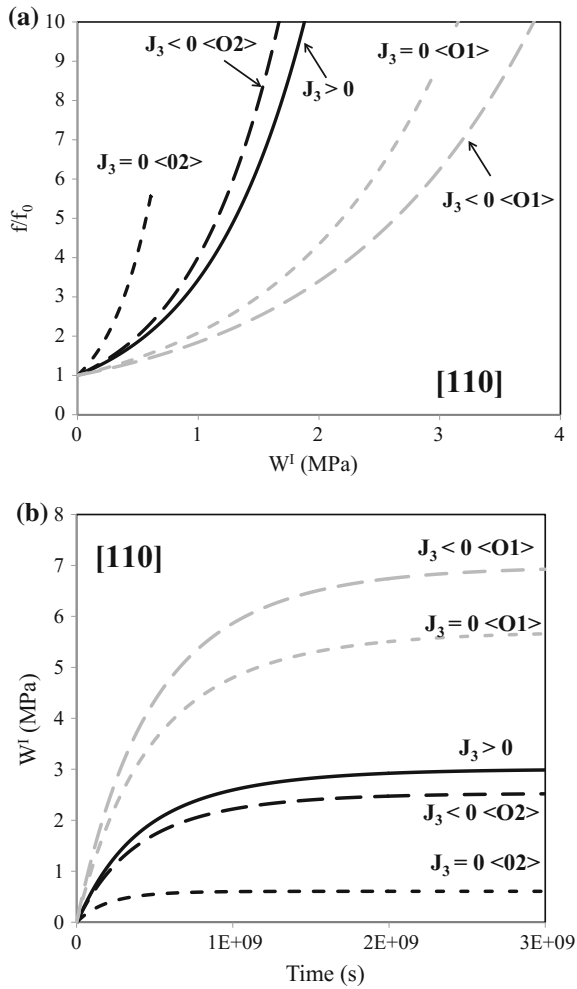 (a)
10
9
8
7
6
5
4
3
2
1
0
f/f0
J3 < 0 <O2>
J3 > 0
J3 = 0 <O1>
J3 = 0 <02>
J3 < 0 <O1>
[110]
0 1 2 3 4
W^I (MPa)
(b)
8
7
6
5
4
3
2
1
0
W^I (MPa)
[110]
J3 < 0 <O1>
J3 = 0 <O1>
J3 > 0
J3 < 0 <O2>
J3 = 0 <02>
0 1E+09 2E+09 3E+09
Time (s)